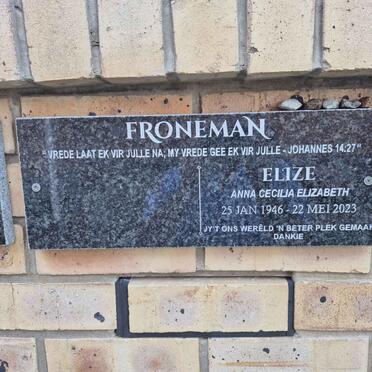 FRONEMAN
"VREDE LAAT EK VIR JULLE NA; MY VREDE GEE EK VIR JULLE - JOHANNES 14:27"
ELIZE
ANNA CECILIA ELIZABETH
25 JAN 1946 - 22 MEI 2023
JY'T ONS WERÊLD 'N BETER PLEK GEMAAK
DANKIE